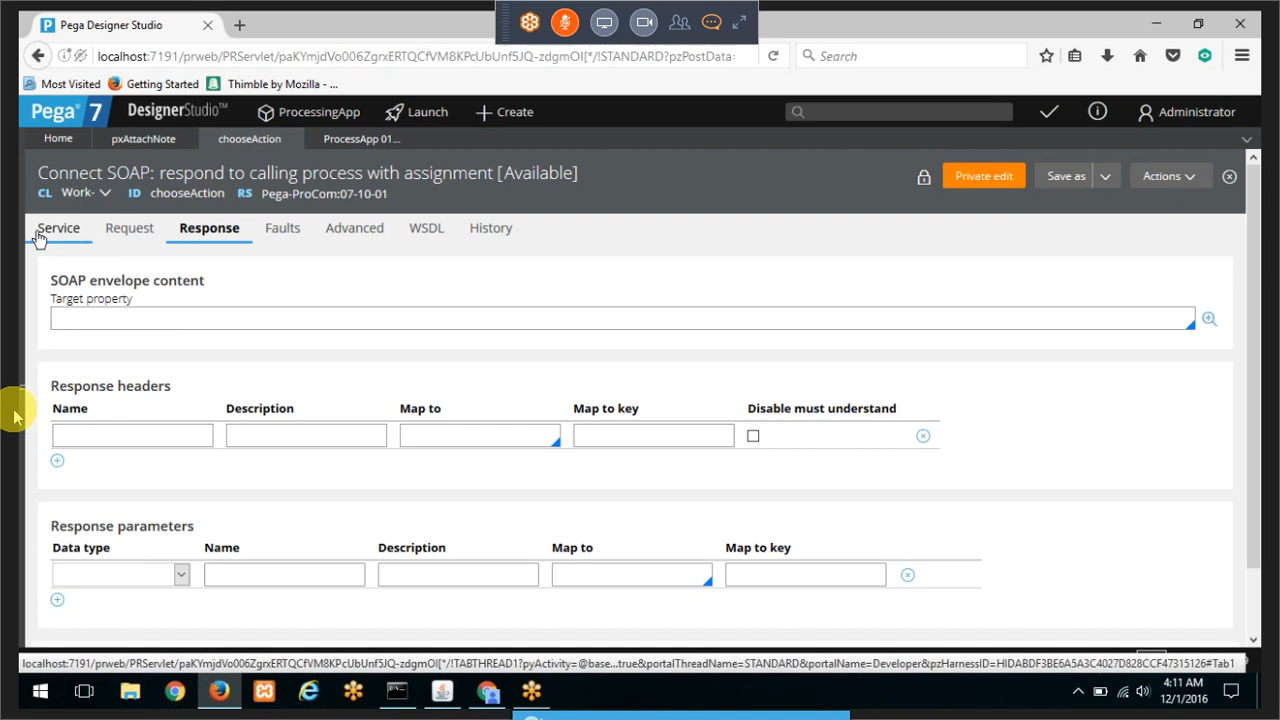 Pega Designer Studio
localhost:7191/prweb/PRServlet/paKYmjdVo006ZgrxERTQCfVM8KPcUbUnf5JQ-zdgmOI[*/!STANDARD?pzPostData=
Search
Most Visited Getting Started Thimble by Mozilla - ...
Pega 7 DesignerStudio™ ProcessingApp Launch Create Administrator
Home pxAttachNote chooseAction ProcessApp 01...
Connect SOAP: respond to calling process with assignment [Available]
Private edit Save as Actions
CL Work- ID chooseAction RS Pega-ProCom:07-10-01
Service Request Response Faults Advanced WSDL History
SOAP envelope content
Target property
Response headers
Name Description Map to Map to key Disable must understand
Response parameters
Data type Name Description Map to Map to key
localhost:7191/prweb/PRServlet/paKYmjdVo006ZgrxERTQCfVM8KPcUbUnf5JQ-zdgmOI[*/!TABTHREAD1?pyActivity=@base...true&portalThreadName=STANDARD&portalName=Developer&pzHarnessID=HIDABDF3BE6A5A3C4027D828CCF47315126#Tab1
4:11 AM
12/1/2016